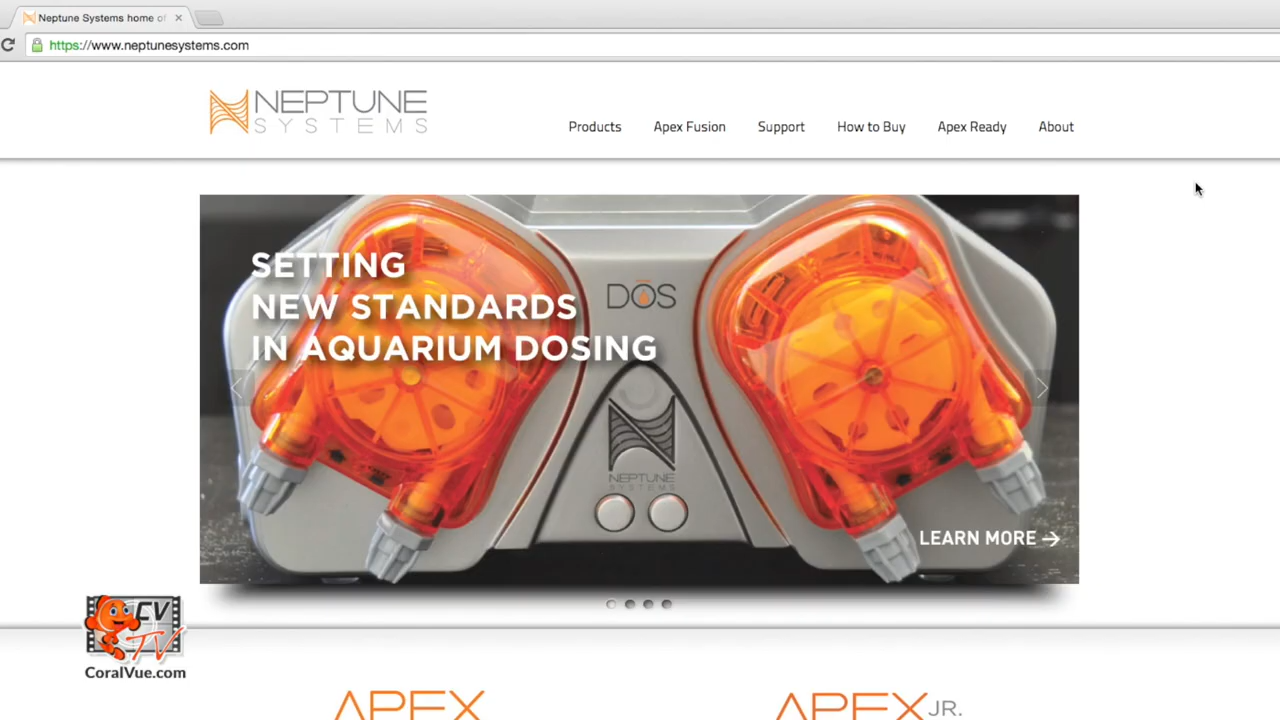 Neptune Systems home of
https://www.neptunesystems.com
NEPTUNE
SYSTEMS
Products
Apex Fusion
Support
How to Buy
Apex Ready
About
SETTING
NEW STANDARDS
IN AQUARIUM DOSING
DŌS
NEPTUNE
SYSTEMS
LEARN MORE →
CV
TV
CoralVue.com
APEX
APEX JR.